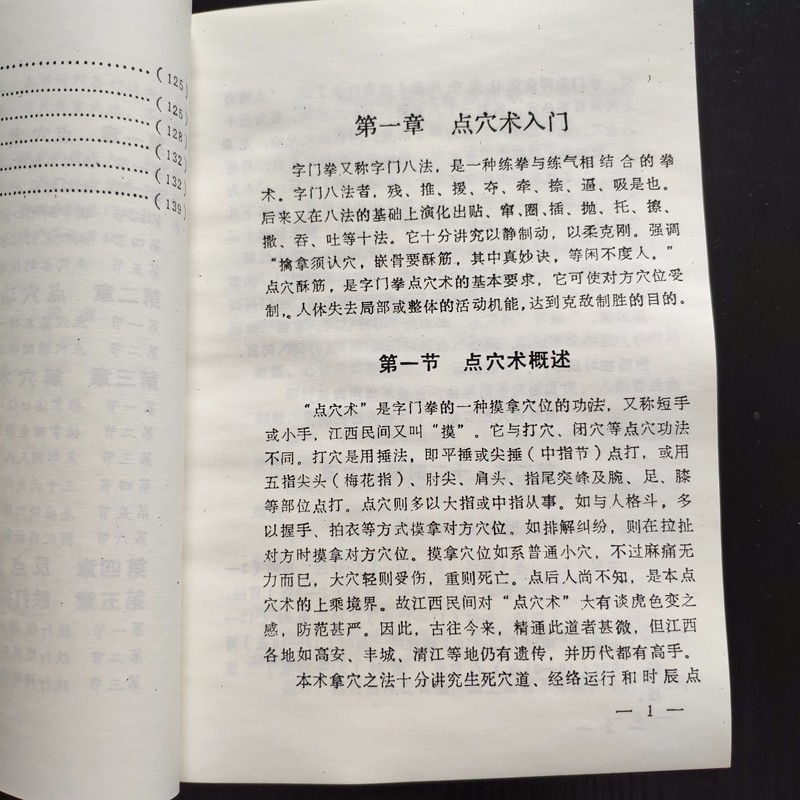 (125)
(125)
(128)
(132)
(132)
(139)
第一章 点穴术入门
字门拳又称字门八法，是一种练拳与练气相结合的拳
术。字门八法者，残、推、援、夺、牵、捺、逼、吸是也。
后来又在八法的基础上演化出贴、窜、圈、插、抛、托、擦、
撒、吞、吐等十法。它十分讲究以静制动，以柔克刚。强调
“擒拿须认穴，嵌骨要酥筋，其中真妙诀，等闲不度人。”
点穴酥筋，是字门拳点穴术的基本要求，它可使对方穴位受
制，。人体失去局部或整体的活动机能，达到克敌制胜的目的。
第一节 点穴术概述
“点穴术”是字门拳的一种摸拿穴位的功法，又称短手
或小手，江西民间又叫“摸”。它与打穴、闭穴等点穴功法
不同。打穴是用捶法，即平捶或尖捶（中指节）点打，或用
五指尖头（梅花指）、肘尖、肩头、指尾突峰及腕、足、膝
等部位点打。点穴则多以大指或中指从事。如与人格斗，多
以握手、拍衣等方式摸拿对方穴位。如排解纠纷，则在拉扯
对方时摸拿对方穴位。摸拿穴位如系普通小穴，不过麻痛无
力而已，大穴轻则受伤，重则死亡。点后人尚不知，是本点
穴术的上乘境界。故江西民间对“点穴术”大有谈虎色变之
感，防范甚严。因此，古往今来，精通此道者甚微，但江西
各地如高安、丰城、清江等地仍有遗传，并历代都有高手。
本术拿穴之法十分讲究生死穴道、经络运行和时辰点
— 1 —